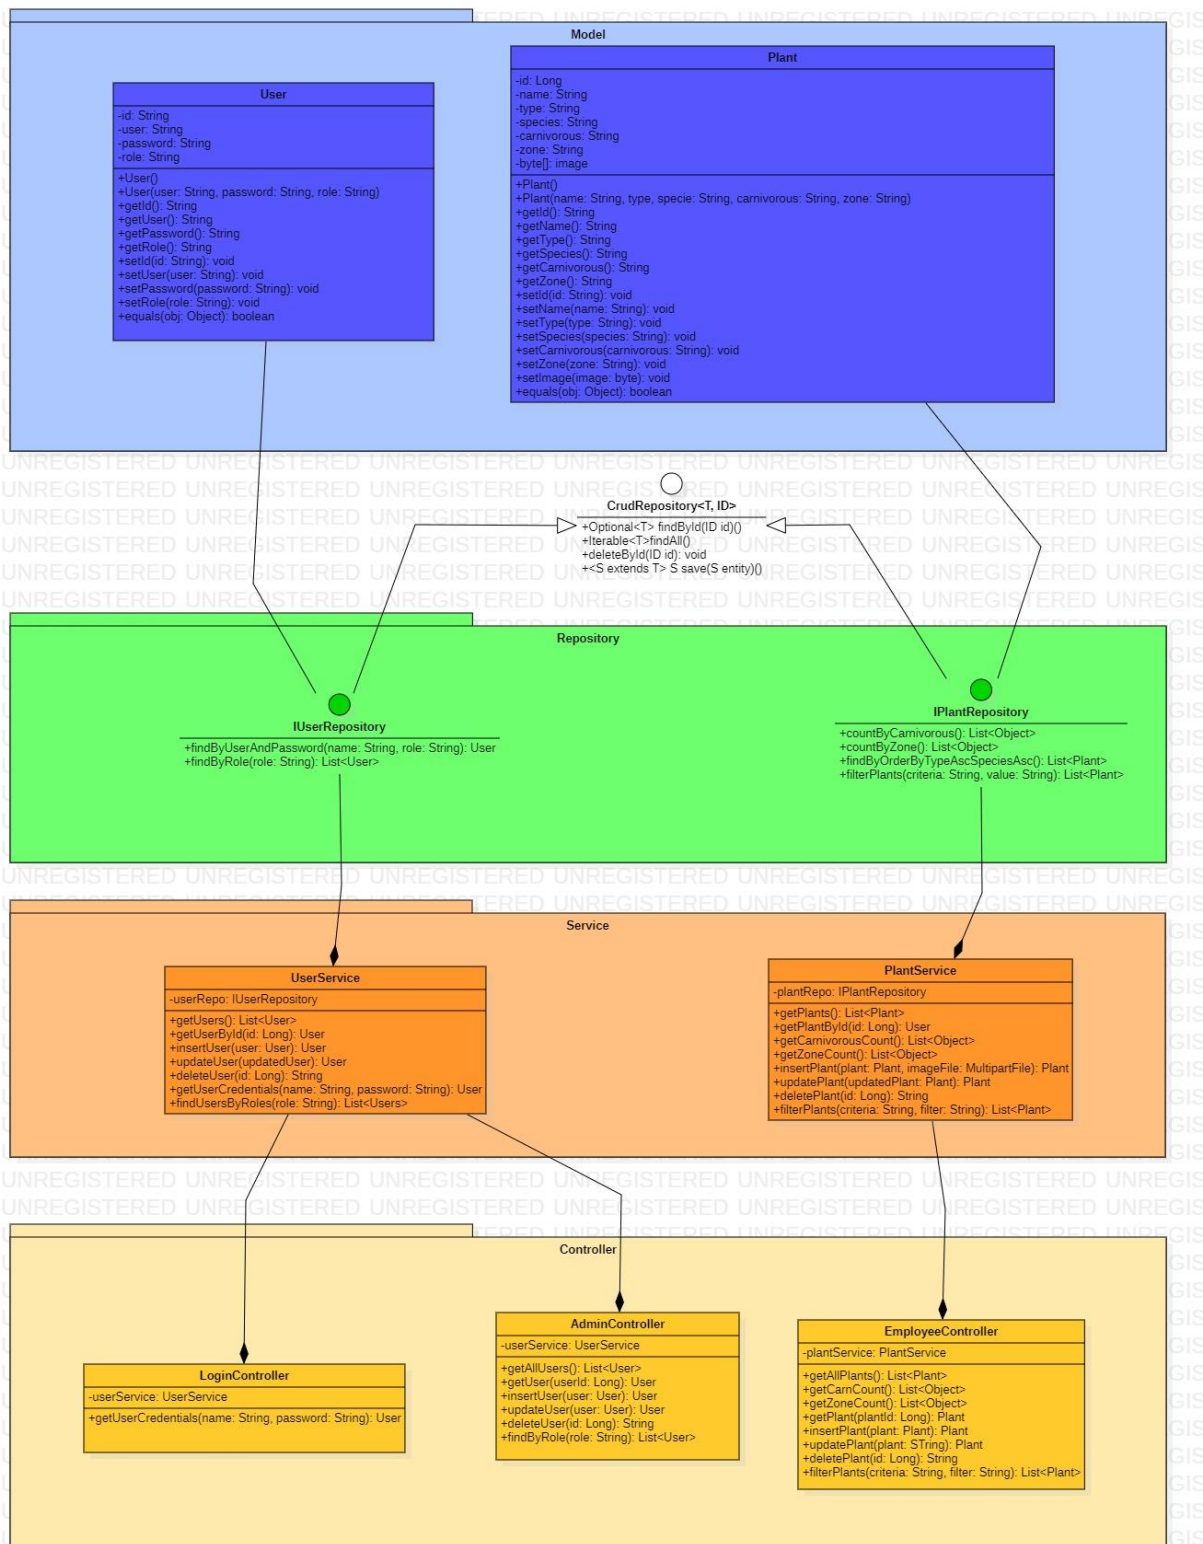 Model
User
-id: String
-user: String
-password: String
-role: String
+User()
+User(user: String, password: String, role: String)
+getId(): String
+getUser(): String
+getPassword(): String
+getRole(): String
+setId(id: String): void
+setUser(user: String): void
+setPassword(password: String): void
+setRole(role: String): void
+equals(obj: Object): boolean
Plant
-id: Long
-name: String
-type: String
-species: String
-carnivorous: String
-zone: String
-byte[]: image
+Plant()
+Plant(name: String, type, specie: String, carnivorous: String, zone: String)
+getId(): String
+getName(): String
+getType(): String
+getSpecies(): String
+getCarnivorous(): String
+getZone(): String
+setId(id: String): void
+setName(name: String): void
+setType(type: String): void
+setSpecies(species: String): void
+setCarnivorous(carnivorous: String): void
+setZone(zone: String): void
+setImage(image: byte): void
+equals(obj: Object): boolean
UNREGISTERED UNREGISTERED UNREGISTERED UNREGISTERED UNREGISTERED UNREGISTERED UNREGIS
CrudRepository<T, ID>
+Optional<T> findById(ID id)()
+Iterable<T>findAll()
+deleteById(ID id): void
+<S extends T> S save(S entity)()
Repository
IUserRepository
+findByUserAndPassword(name: String, role: String): User
+findByRole(role: String): List<User>
IPlantRepository
+countByCarnivorous(): List<Object>
+countByZone(): List<Object>
+findByOrderByTypeAscSpeciesAsc(): List<Plant>
+filterPlants(criteria: String, value: String): List<Plant>
Service
UserService
-userRepo: IUserRepository
+getUsers(): List<User>
+getUserById(id: Long): User
+insertUser(user: User): User
+updateUser(updatedUser): User
+deleteUser(id: Long): String
+getUserCredentials(name: String, password: String): User
+findUsersByRoles(role: String): List<Users>
PlantService
-plantRepo: IPlantRepository
+getPlants(): List<Plant>
+getPlantById(id: Long): User
+getCarnivorousCount(): List<Object>
+getZoneCount(): List<Object>
+insertPlant(plant: Plant, imageFile: MultipartFile): Plant
+updatePlant(updatedPlant: Plant): Plant
+deletePlant(id: Long): String
+filterPlants(criteria: String, filter: String): List<Plant>
Controller
LoginController
-userService: UserService
+getUserCredentials(name: String, password: String): User
AdminController
-userService: UserService
+getAllUsers(): List<User>
+getUser(userId: Long): User
+insertUser(user: User): User
+updateUser(user: User): User
+deleteUser(id: Long): String
+findByRole(role: String): List<User>
EmployeeController
-plantService: PlantService
+getAllPlants(): List<Plant>
+getCarnCount(): List<Object>
+getZoneCount(): List<Object>
+getPlant(plantId: Long): Plant
+insertPlant(plant: Plant): Plant
+updatePlant(plant: STring): Plant
+deletePlant(id: Long): String
+filterPlants(criteria: String, filter: String): List<Plant>